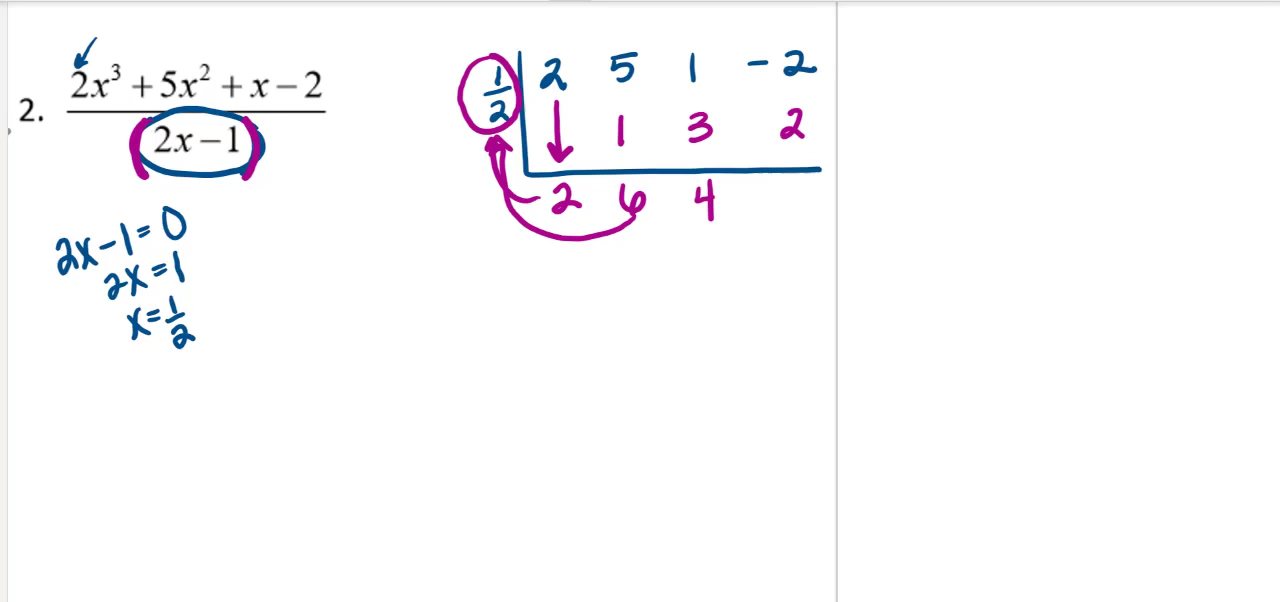 2. (2x³ + 5x² + x − 2) / (2x − 1)
2x − 1 = 0
2x = 1
x = 1/2
1/2 | 2 5 1 −2
1 3 2
2 6 4